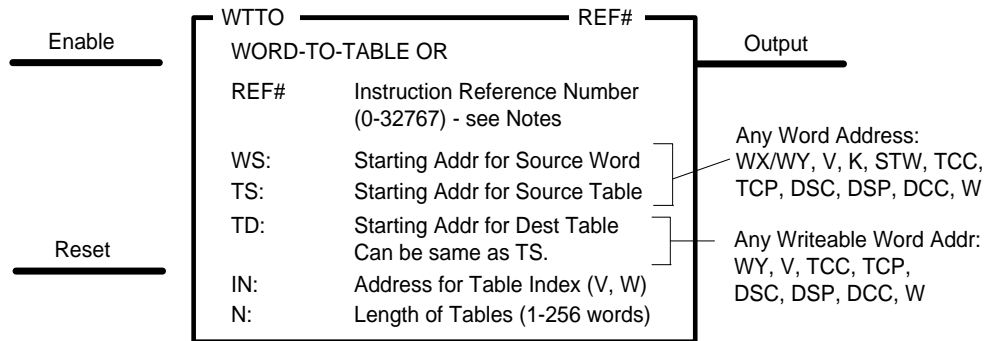 WTTO REF#
Enable
WORD-TO-TABLE OR
Output
REF# Instruction Reference Number
(0-32767) - see Notes
WS: Starting Addr for Source Word
TS: Starting Addr for Source Table
Any Word Address:
WX/WY, V, K, STW, TCC,
TCP, DSC, DSP, DCC, W
TD: Starting Addr for Dest Table
Can be same as TS.
Any Writeable Word Addr:
WY, V, TCC, TCP,
DSC, DSP, DCC, W
Reset
IN: Address for Table Index (V, W)
N: Length of Tables (1-256 words)